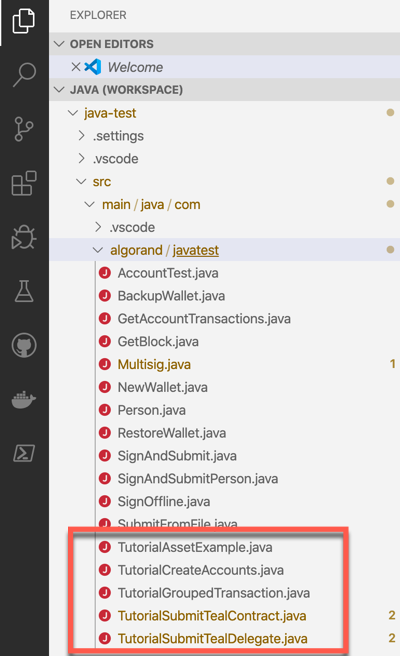 EXPLORER
OPEN EDITORS
Welcome
JAVA (WORKSPACE)
java-test
.settings
.vscode
src
main / java / com
.vscode
algorand / javatest
J AccountTest.java
J BackupWallet.java
J GetAccountTransactions.java
J GetBlock.java
J Multisig.java 1
J NewWallet.java
J Person.java
J RestoreWallet.java
J SignAndSubmit.java
J SignAndSubmitPerson.java
J SignOffline.java
J SubmitFromFile.java
J TutorialAssetExample.java
J TutorialCreateAccounts.java
J TutorialGroupedTransaction.java
J TutorialSubmitTealContract.java 2
J TutorialSubmitTealDelegate.java 2